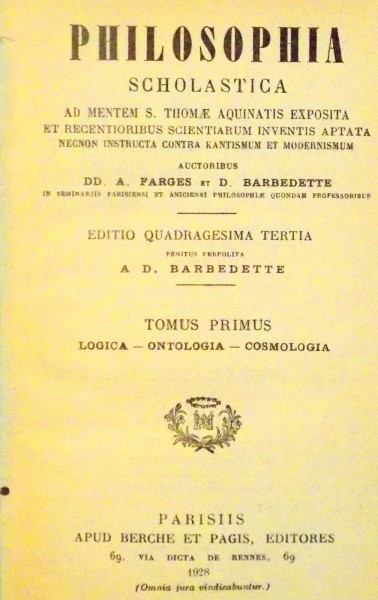 PHILOSOPHIA
SCHOLASTICA
AD MENTEM S. THOMÆ AQUINATIS EXPOSITA
ET RECENTIORIBUS SCIENTIARUM INVENTIS APTATA
NECNON INSTRUCTA CONTRA KANTISMUM ET MODERNISMUM
AUCTORIBUS
DD. A. FARGES ET D. BARBEDETTE
IN SEMINARIIS PARISIENSI ET ANICIENSI PHILOSOPHIÆ QUONDAM PROFESSORIBUS
EDITIO QUADRAGESIMA TERTIA
PENITUS PERPOLITA
A D. BARBEDETTE
TOMUS PRIMUS
LOGICA — ONTOLOGIA — COSMOLOGIA
PARISIIS
APUD BERCHE ET PAGIS, EDITORES
69, VIA DICTA DE RENNES, 69
1928
(Omnia jura vindicabuntur.)